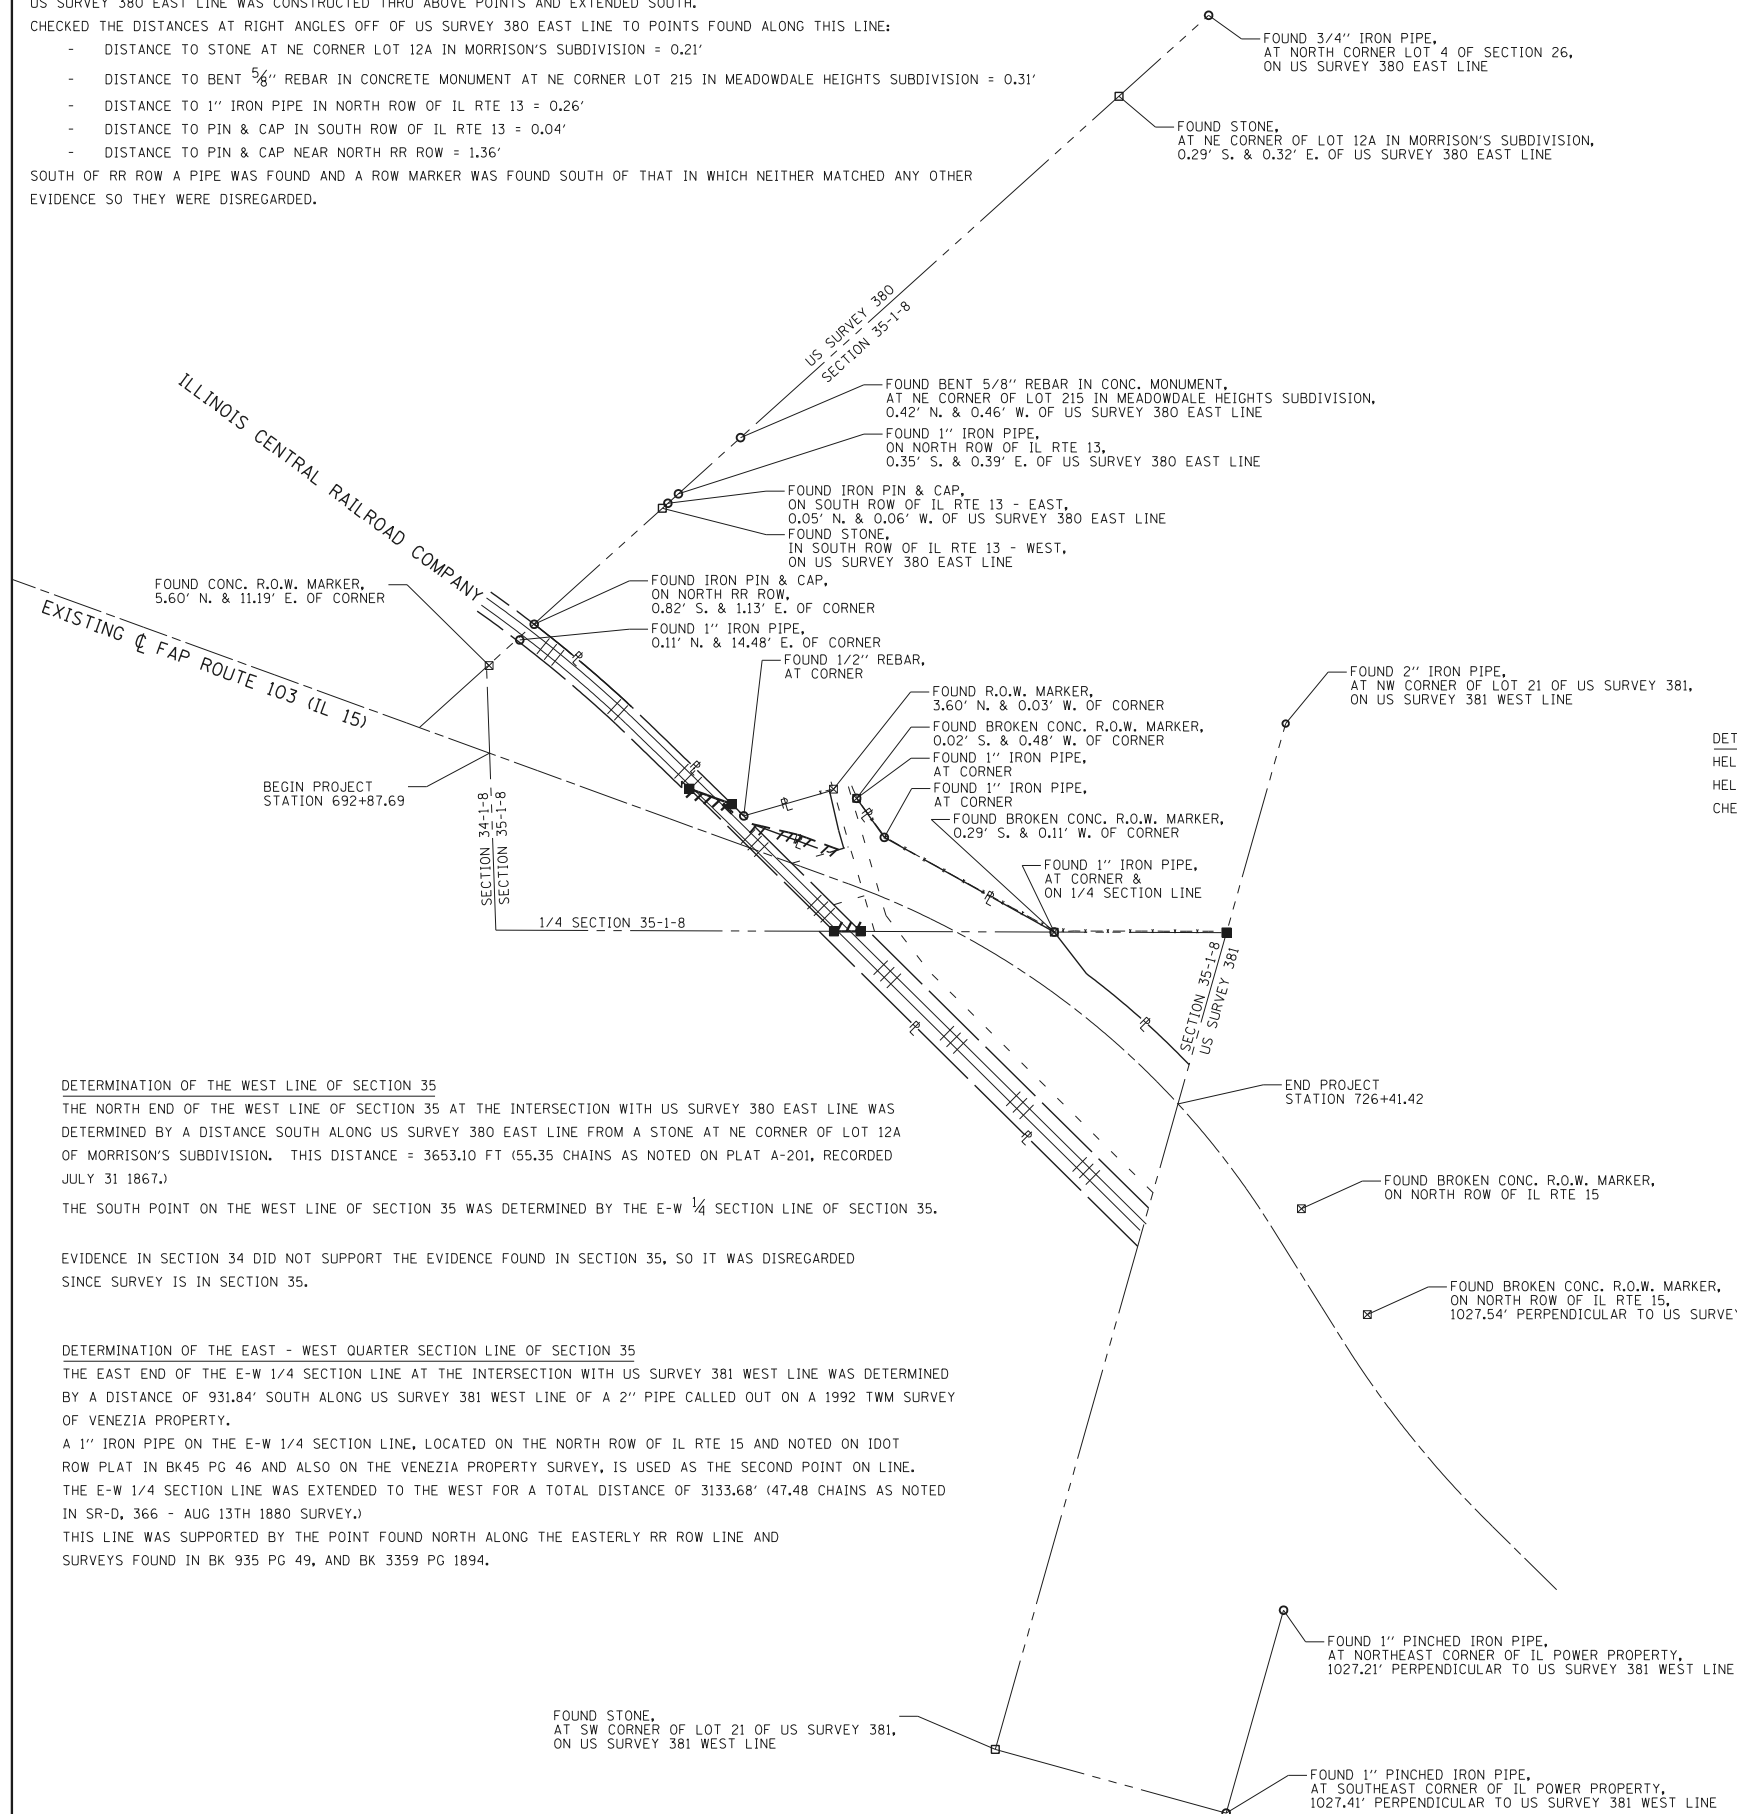 US SURVEY 380 EAST LINE WAS CONSTRUCTED THRU ABOVE POINTS AND EXTENDED SOUTH.
CHECKED THE DISTANCES AT RIGHT ANGLES OFF OF US SURVEY 380 EAST LINE TO POINTS FOUND ALONG THIS LINE:
- DISTANCE TO STONE AT NE CORNER LOT 12A IN MORRISON'S SUBDIVISION = 0.21'
- DISTANCE TO BENT 5/8'' REBAR IN CONCRETE MONUMENT AT NE CORNER LOT 215 IN MEADOWDALE HEIGHTS SUBDIVISION = 0.31'
- DISTANCE TO 1'' IRON PIPE IN NORTH ROW OF IL RTE 13 = 0.26'
- DISTANCE TO PIN & CAP IN SOUTH ROW OF IL RTE 13 = 0.04'
- DISTANCE TO PIN & CAP NEAR NORTH RR ROW = 1.36'
SOUTH OF RR ROW A PIPE WAS FOUND AND A ROW MARKER WAS FOUND SOUTH OF THAT IN WHICH NEITHER MATCHED ANY OTHER
EVIDENCE SO THEY WERE DISREGARDED.
FOUND 3/4'' IRON PIPE,
AT NORTH CORNER LOT 4 OF SECTION 26,
ON US SURVEY 380 EAST LINE
FOUND STONE,
AT NE CORNER OF LOT 12A IN MORRISON'S SUBDIVISION,
0.29' S. & 0.32' E. OF US SURVEY 380 EAST LINE
US SURVEY 380
SECTION 35-1-8
FOUND BENT 5/8'' REBAR IN CONC. MONUMENT,
AT NE CORNER OF LOT 215 IN MEADOWDALE HEIGHTS SUBDIVISION,
0.42' N. & 0.46' W. OF US SURVEY 380 EAST LINE
FOUND 1'' IRON PIPE,
ON NORTH ROW OF IL RTE 13,
0.35' S. & 0.39' E. OF US SURVEY 380 EAST LINE
FOUND IRON PIN & CAP,
ON SOUTH ROW OF IL RTE 13 - EAST,
0.05' N. & 0.06' W. OF US SURVEY 380 EAST LINE
FOUND STONE,
IN SOUTH ROW OF IL RTE 13 - WEST,
ON US SURVEY 380 EAST LINE
ILLINOIS CENTRAL RAILROAD COMPANY
FOUND CONC. R.O.W. MARKER,
5.60' N. & 11.19' E. OF CORNER
FOUND IRON PIN & CAP,
ON NORTH RR ROW,
0.82' S. & 1.13' E. OF CORNER
EXISTING ℄ FAP ROUTE 103 (IL 15)
FOUND 1'' IRON PIPE,
0.11' N. & 14.48' E. OF CORNER
FOUND 1/2'' REBAR,
AT CORNER
FOUND R.O.W. MARKER,
3.60' N. & 0.03' W. OF CORNER
FOUND 2'' IRON PIPE,
AT NW CORNER OF LOT 21 OF US SURVEY 381,
ON US SURVEY 381 WEST LINE
FOUND BROKEN CONC. R.O.W. MARKER,
0.02' S. & 0.48' W. OF CORNER
FOUND 1'' IRON PIPE,
AT CORNER
FOUND 1'' IRON PIPE,
AT CORNER
FOUND BROKEN CONC. R.O.W. MARKER,
0.29' S. & 0.11' W. OF CORNER
FOUND 1'' IRON PIPE,
AT CORNER &
ON 1/4 SECTION LINE
DET
HEL
HEL
CHE
BEGIN PROJECT
STATION 692+87.69
SECTION 34-1-8
SECTION 35-1-8
1/4 SECTION 35-1-8
SECTION 35-1-8
US SURVEY 381
END PROJECT
STATION 726+41.42
DETERMINATION OF THE WEST LINE OF SECTION 35
THE NORTH END OF THE WEST LINE OF SECTION 35 AT THE INTERSECTION WITH US SURVEY 380 EAST LINE WAS
DETERMINED BY A DISTANCE SOUTH ALONG US SURVEY 380 EAST LINE FROM A STONE AT NE CORNER OF LOT 12A
OF MORRISON'S SUBDIVISION. THIS DISTANCE = 3653.10 FT (55.35 CHAINS AS NOTED ON PLAT A-201, RECORDED
JULY 31 1867.)
THE SOUTH POINT ON THE WEST LINE OF SECTION 35 WAS DETERMINED BY THE E-W 1/4 SECTION LINE OF SECTION 35.
EVIDENCE IN SECTION 34 DID NOT SUPPORT THE EVIDENCE FOUND IN SECTION 35, SO IT WAS DISREGARDED
SINCE SURVEY IS IN SECTION 35.
FOUND BROKEN CONC. R.O.W. MARKER,
ON NORTH ROW OF IL RTE 15
FOUND BROKEN CONC. R.O.W. MARKER,
ON NORTH ROW OF IL RTE 15,
1027.54' PERPENDICULAR TO US SURVEY
DETERMINATION OF THE EAST - WEST QUARTER SECTION LINE OF SECTION 35
THE EAST END OF THE E-W 1/4 SECTION LINE AT THE INTERSECTION WITH US SURVEY 381 WEST LINE WAS DETERMINED
BY A DISTANCE OF 931.84' SOUTH ALONG US SURVEY 381 WEST LINE OF A 2'' PIPE CALLED OUT ON A 1992 TWM SURVEY
OF VENEZIA PROPERTY.
A 1'' IRON PIPE ON THE E-W 1/4 SECTION LINE, LOCATED ON THE NORTH ROW OF IL RTE 15 AND NOTED ON IDOT
ROW PLAT IN BK45 PG 46 AND ALSO ON THE VENEZIA PROPERTY SURVEY, IS USED AS THE SECOND POINT ON LINE.
THE E-W 1/4 SECTION LINE WAS EXTENDED TO THE WEST FOR A TOTAL DISTANCE OF 3133.68' (47.48 CHAINS AS NOTED
IN SR-D, 366 - AUG 13TH 1880 SURVEY.)
THIS LINE WAS SUPPORTED BY THE POINT FOUND NORTH ALONG THE EASTERLY RR ROW LINE AND
SURVEYS FOUND IN BK 935 PG 49, AND BK 3359 PG 1894.
FOUND 1'' PINCHED IRON PIPE,
AT NORTHEAST CORNER OF IL POWER PROPERTY,
1027.21' PERPENDICULAR TO US SURVEY 381 WEST LINE
FOUND STONE,
AT SW CORNER OF LOT 21 OF US SURVEY 381,
ON US SURVEY 381 WEST LINE
FOUND 1'' PINCHED IRON PIPE,
AT SOUTHEAST CORNER OF IL POWER PROPERTY,
1027.41' PERPENDICULAR TO US SURVEY 381 WEST LINE